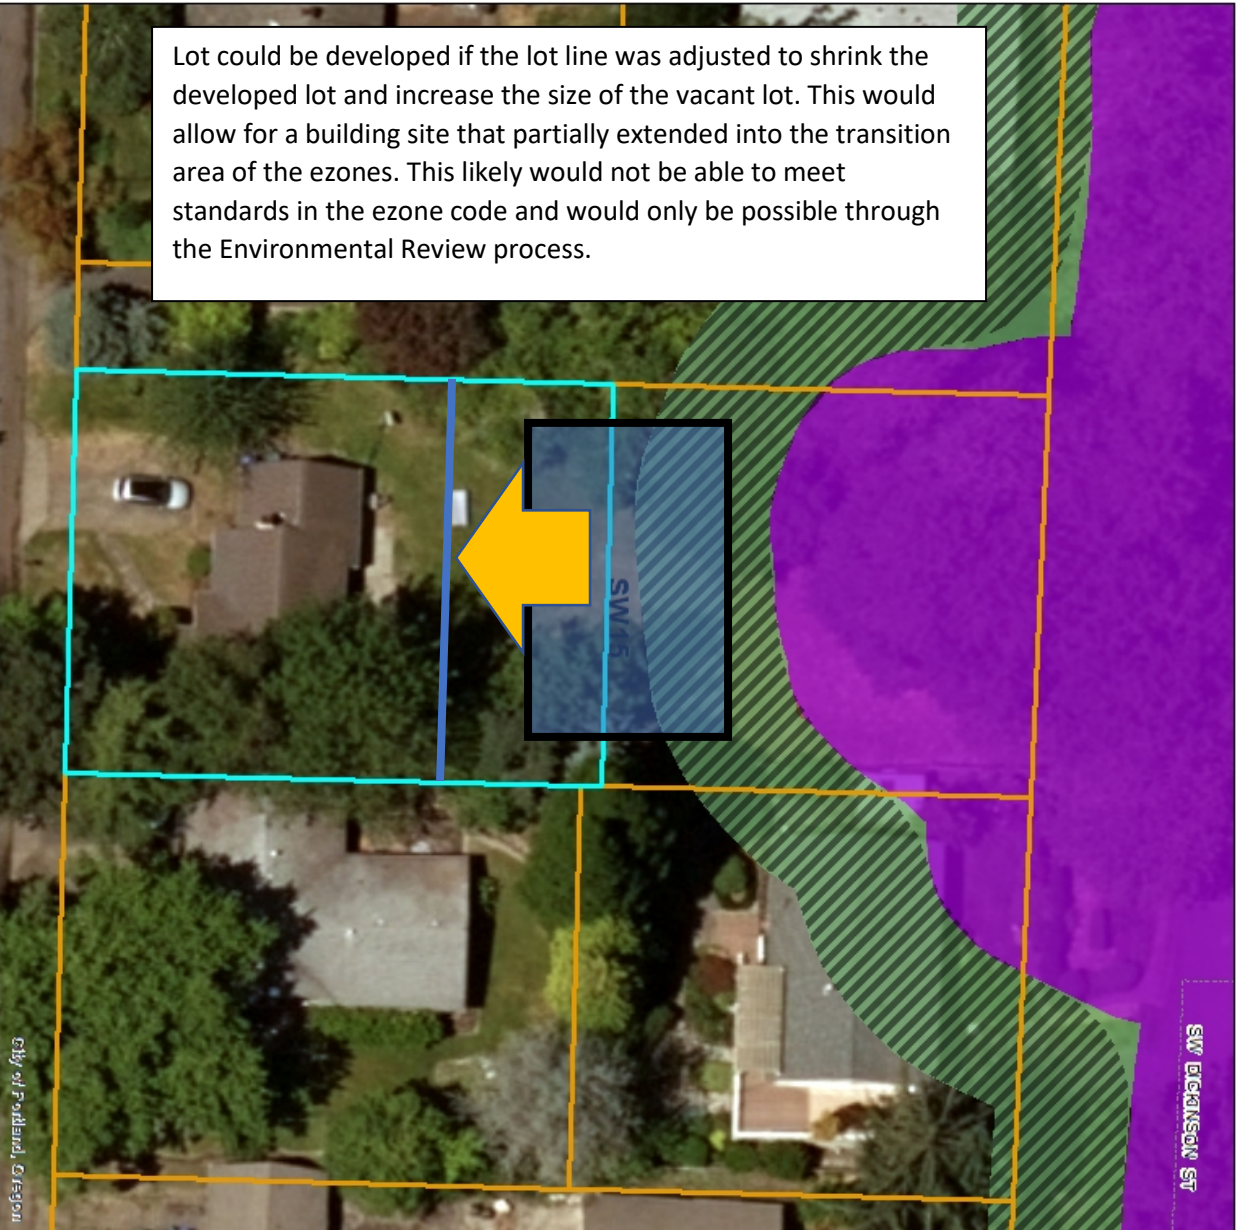 Lot could be developed if the lot line was adjusted to shrink the
developed lot and increase the size of the vacant lot. This would
allow for a building site that partially extended into the transition
area of the ezones. This likely would not be able to meet
standards in the ezone code and would only be possible through
the Environmental Review process.
SW 15
SW DICKINSON ST
City of Portland, Oregon